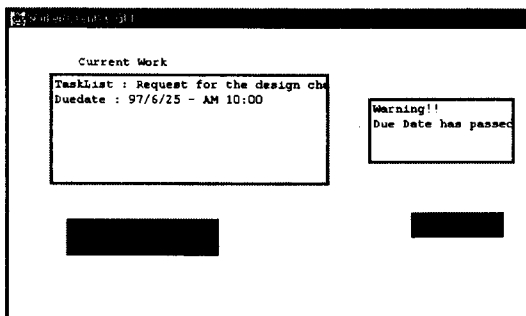 Current Work
TaskList : Request for the design che
Duedate : 97/6/25 - AM 10:00
Warning!!
Due Date has passed